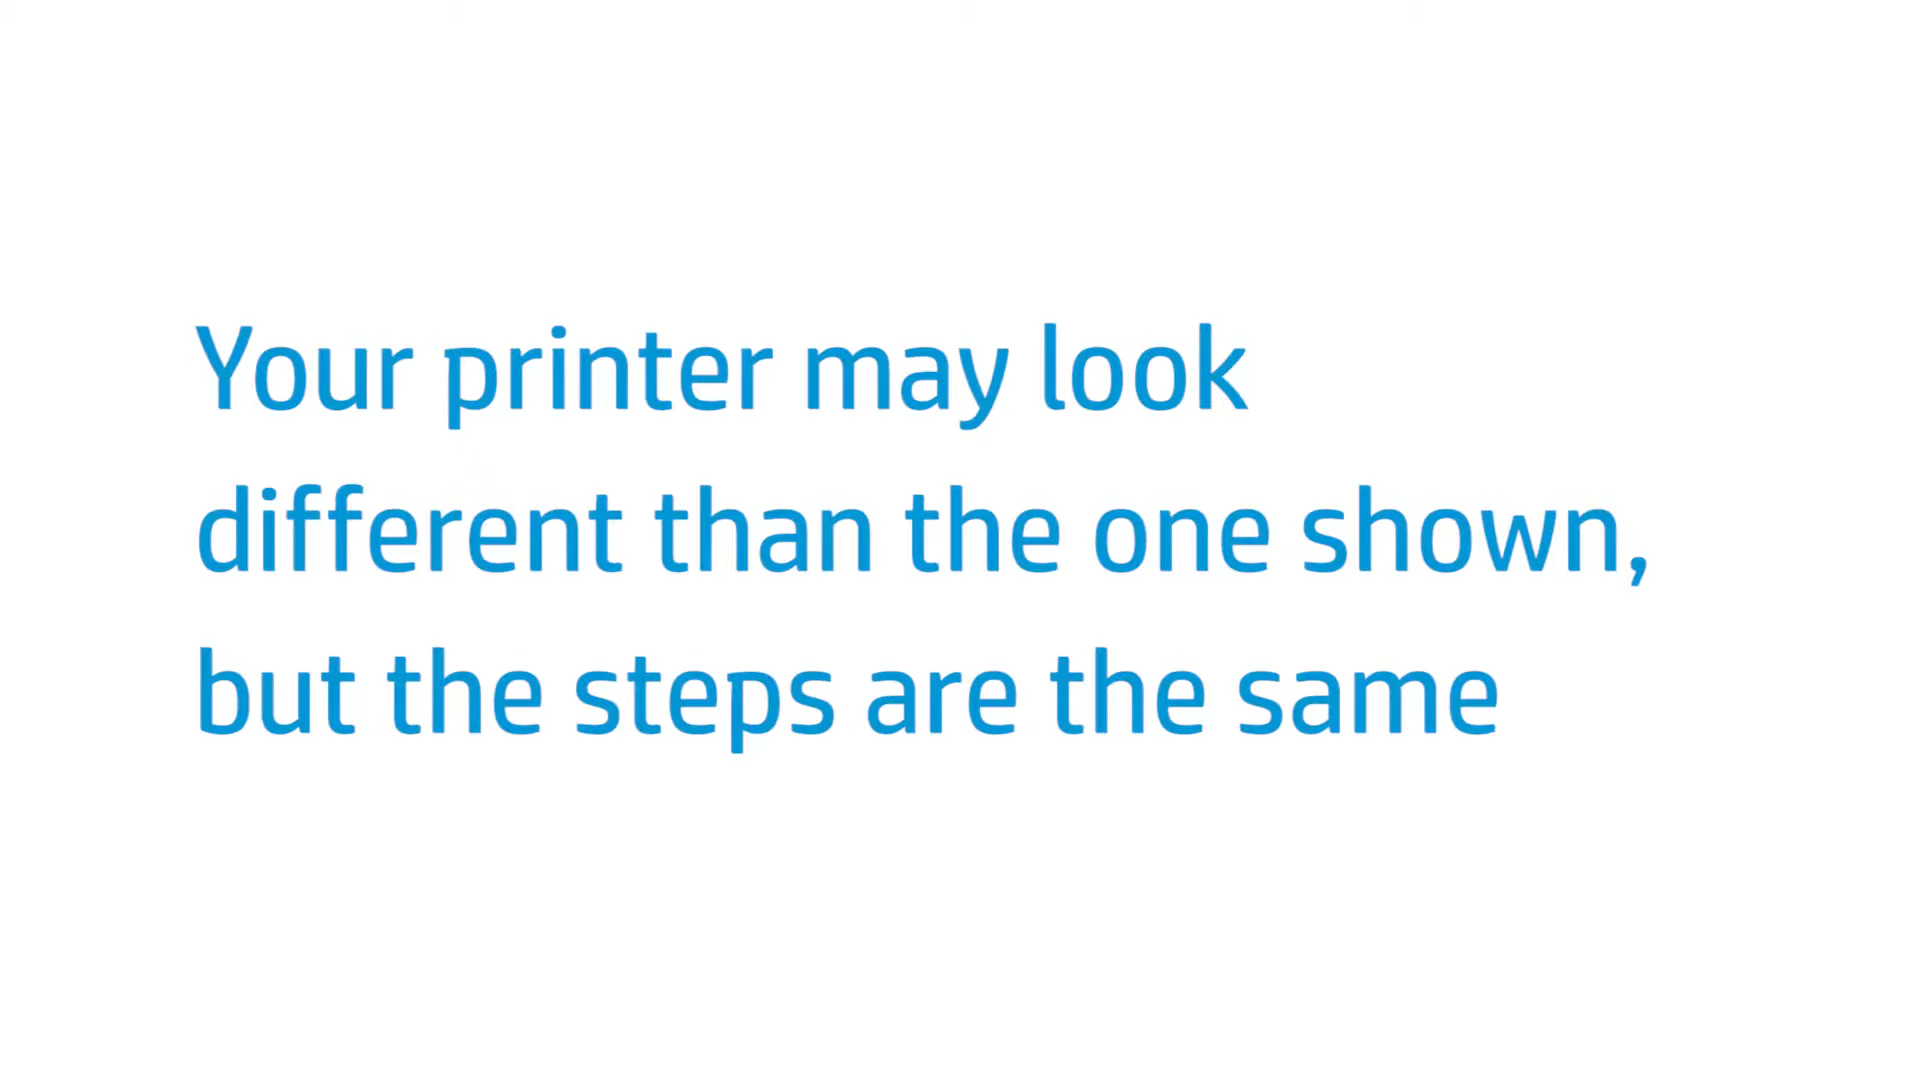 Your printer may look
different than the one shown,
but the steps are the same